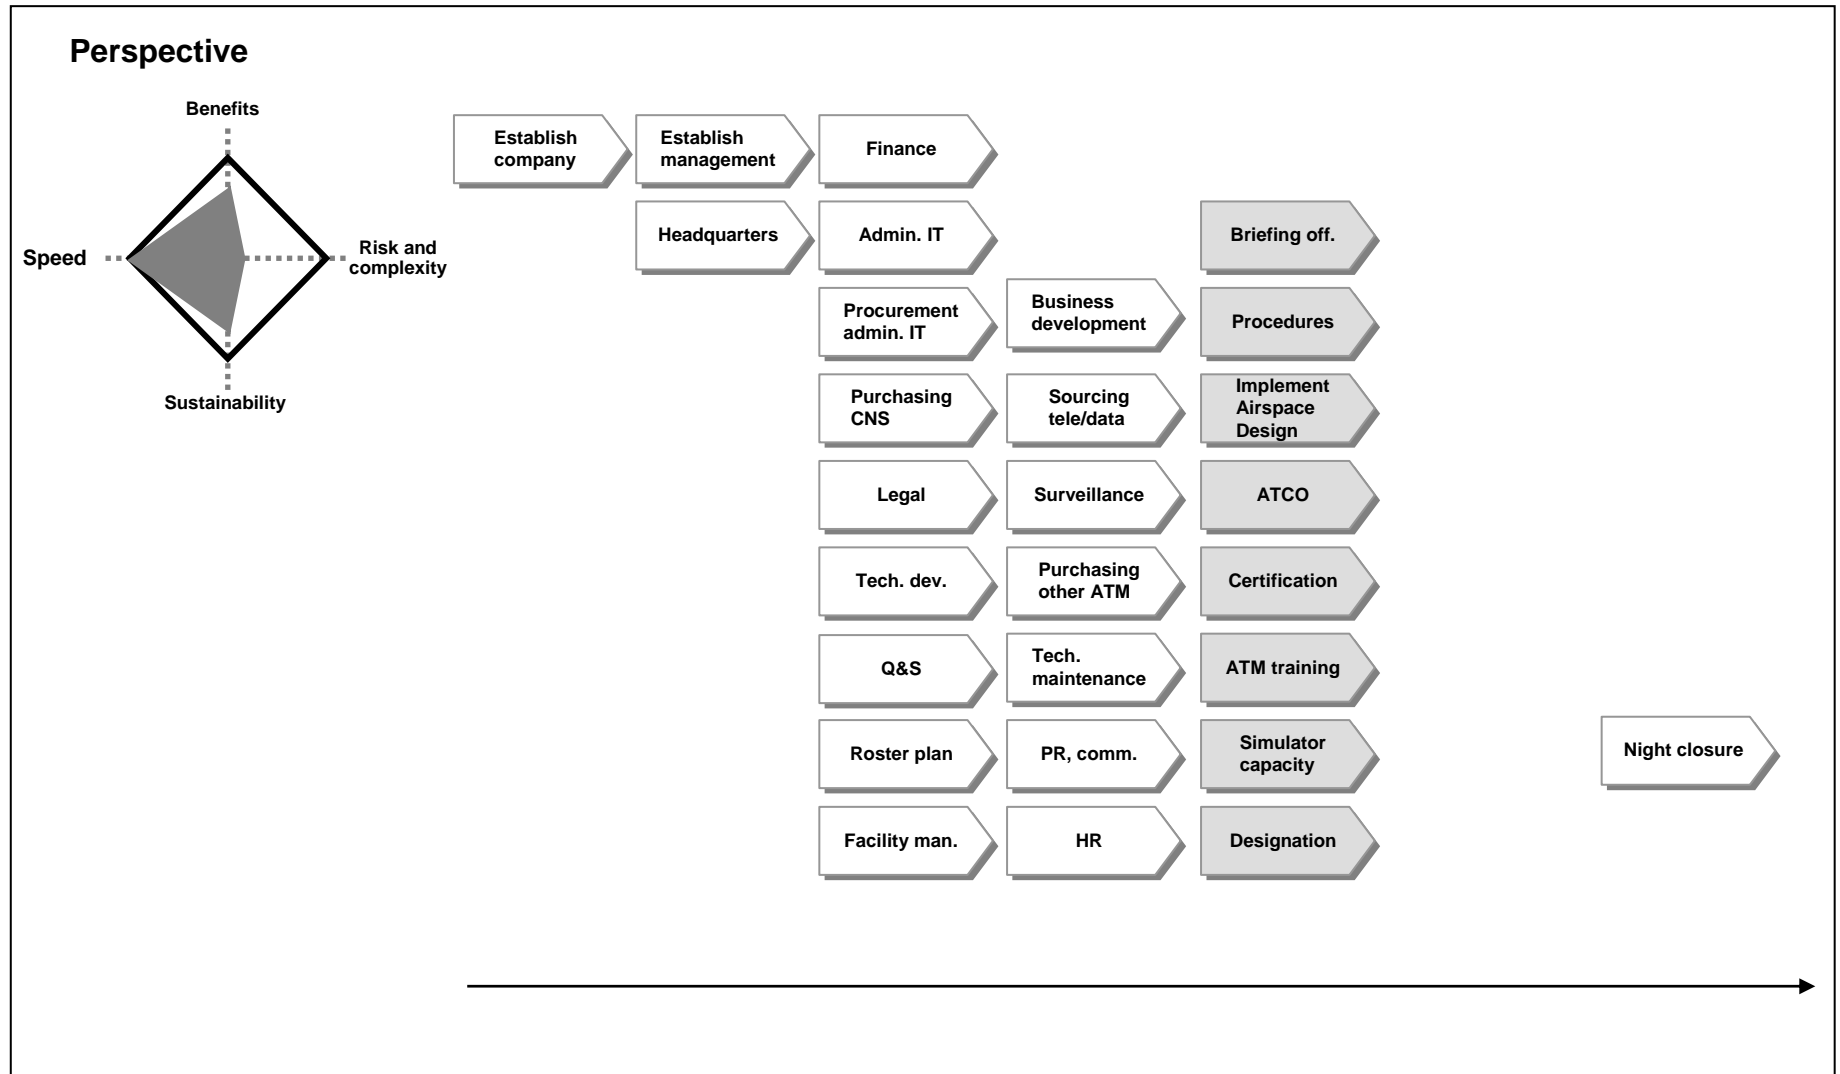 Perspective
Benefits
Speed
Risk and
complexity
Sustainability
Establish
company
Establish
management
Finance
Headquarters
Admin. IT
Briefing off.
Procurement
admin. IT
Business
development
Procedures
Purchasing
CNS
Sourcing
tele/data
Implement
Airspace
Design
Legal
Surveillance
ATCO
Tech. dev.
Purchasing
other ATM
Certification
Q&S
Tech.
maintenance
ATM training
Roster plan
PR, comm.
Simulator
capacity
Night closure
Facility man.
HR
Designation